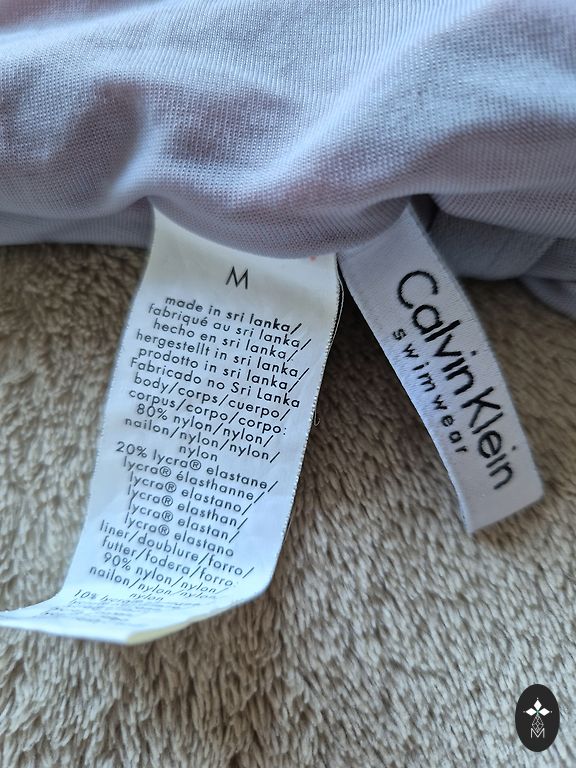 M
made in sri lanka/
fabriqué au sri lanka/
hecho en sri lanka/
hergestellt in sri lanka/
prodotto in sri lanka/
Fabricado no Sri Lanka
body/corps/cuerpo/
corpus/corpo/corpo:
80% nylon/nylon/
nailon/nylon/nylon/
nylon
20% lycra® elastane/
lycra® élasthanne/
lycra® elastano/
lycra® elasthan/
lycra® elastan/
lycra® elastano
liner/doublure/forro/
futter/fodera/forro:
90% nylon/nylon/
nailon/nylon/nylon/
nylon
10%
Calvin Klein
swimwear
M